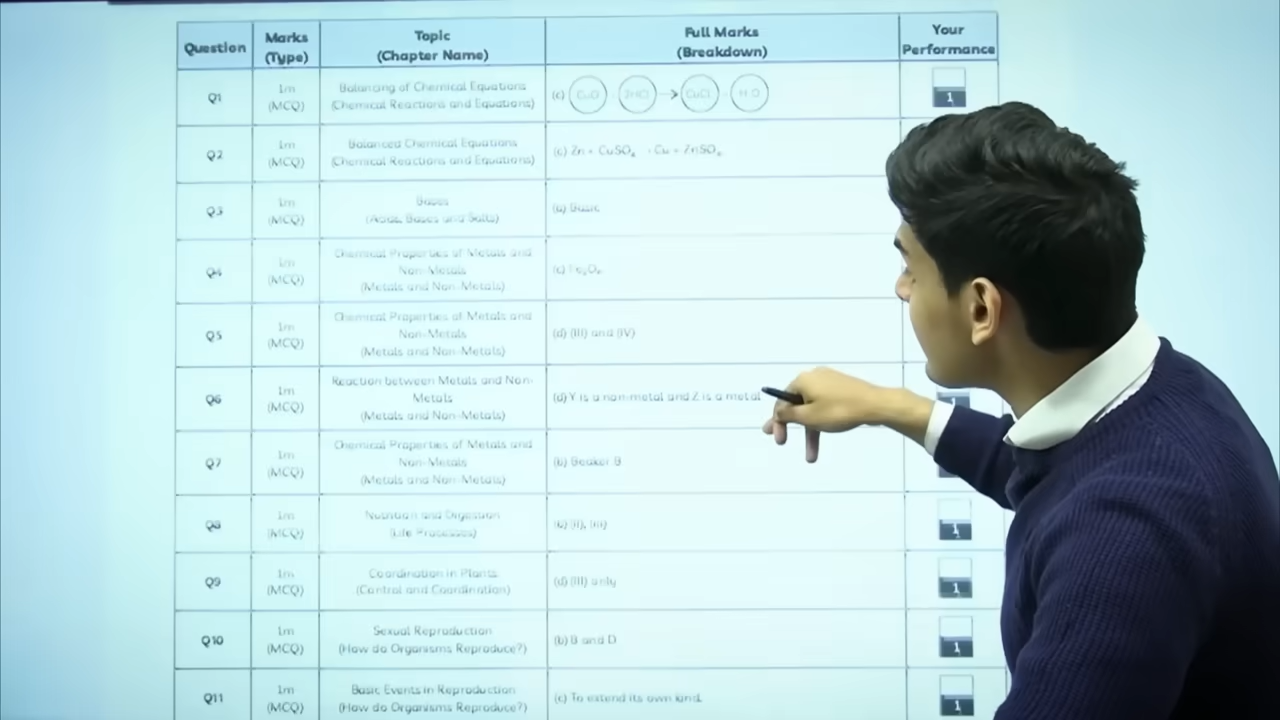 Question
Marks
(Type)
Topic
(Chapter Name)
Full Marks
(Breakdown)
Your
Performance
Q1
1m
(MCQ)
Balancing of Chemical Equations
(Chemical Reactions and Equations)
(c) CuO 2HCl → CuCl H₂O
1
Q2
1m
(MCQ)
Balanced Chemical Equations
(Chemical Reactions and Equations)
(c) Zn + CuSO₄ → Cu + ZnSO₄
Q3
1m
(MCQ)
Bases
(Acids, Bases and Salts)
Basic
Q4
1m
(MCQ)
Chemical Properties of Metals and
Non-Metals
(Metals and Non-Metals)
Q5
1m
(MCQ)
Chemical Properties of Metals and
Non-Metals
(Metals and Non-Metals)
(d) (III) and (IV)
Q6
1m
(MCQ)
Reaction between Metals and Non-
Metals
(Metals and Non-Metals)
(d) Y is a non-metal and Z is a metal
Q7
1m
(MCQ)
Chemical Properties of Metals and
Non-Metals
(Metals and Non-Metals)
(b) Beaker B
Q8
1m
(MCQ)
Nutrition and Digestion
(Life Processes)
(II), (III)
1
Q9
1m
(MCQ)
Coordination in Plants
(Control and Coordination)
(d) (III) only
1
Q10
1m
(MCQ)
Sexual Reproduction
(How do Organisms Reproduce?)
(b) B and D
1
Q11
1m
(MCQ)
Basic Events in Reproduction
(How do Organisms Reproduce?)
(c) To extend its own kind.
1